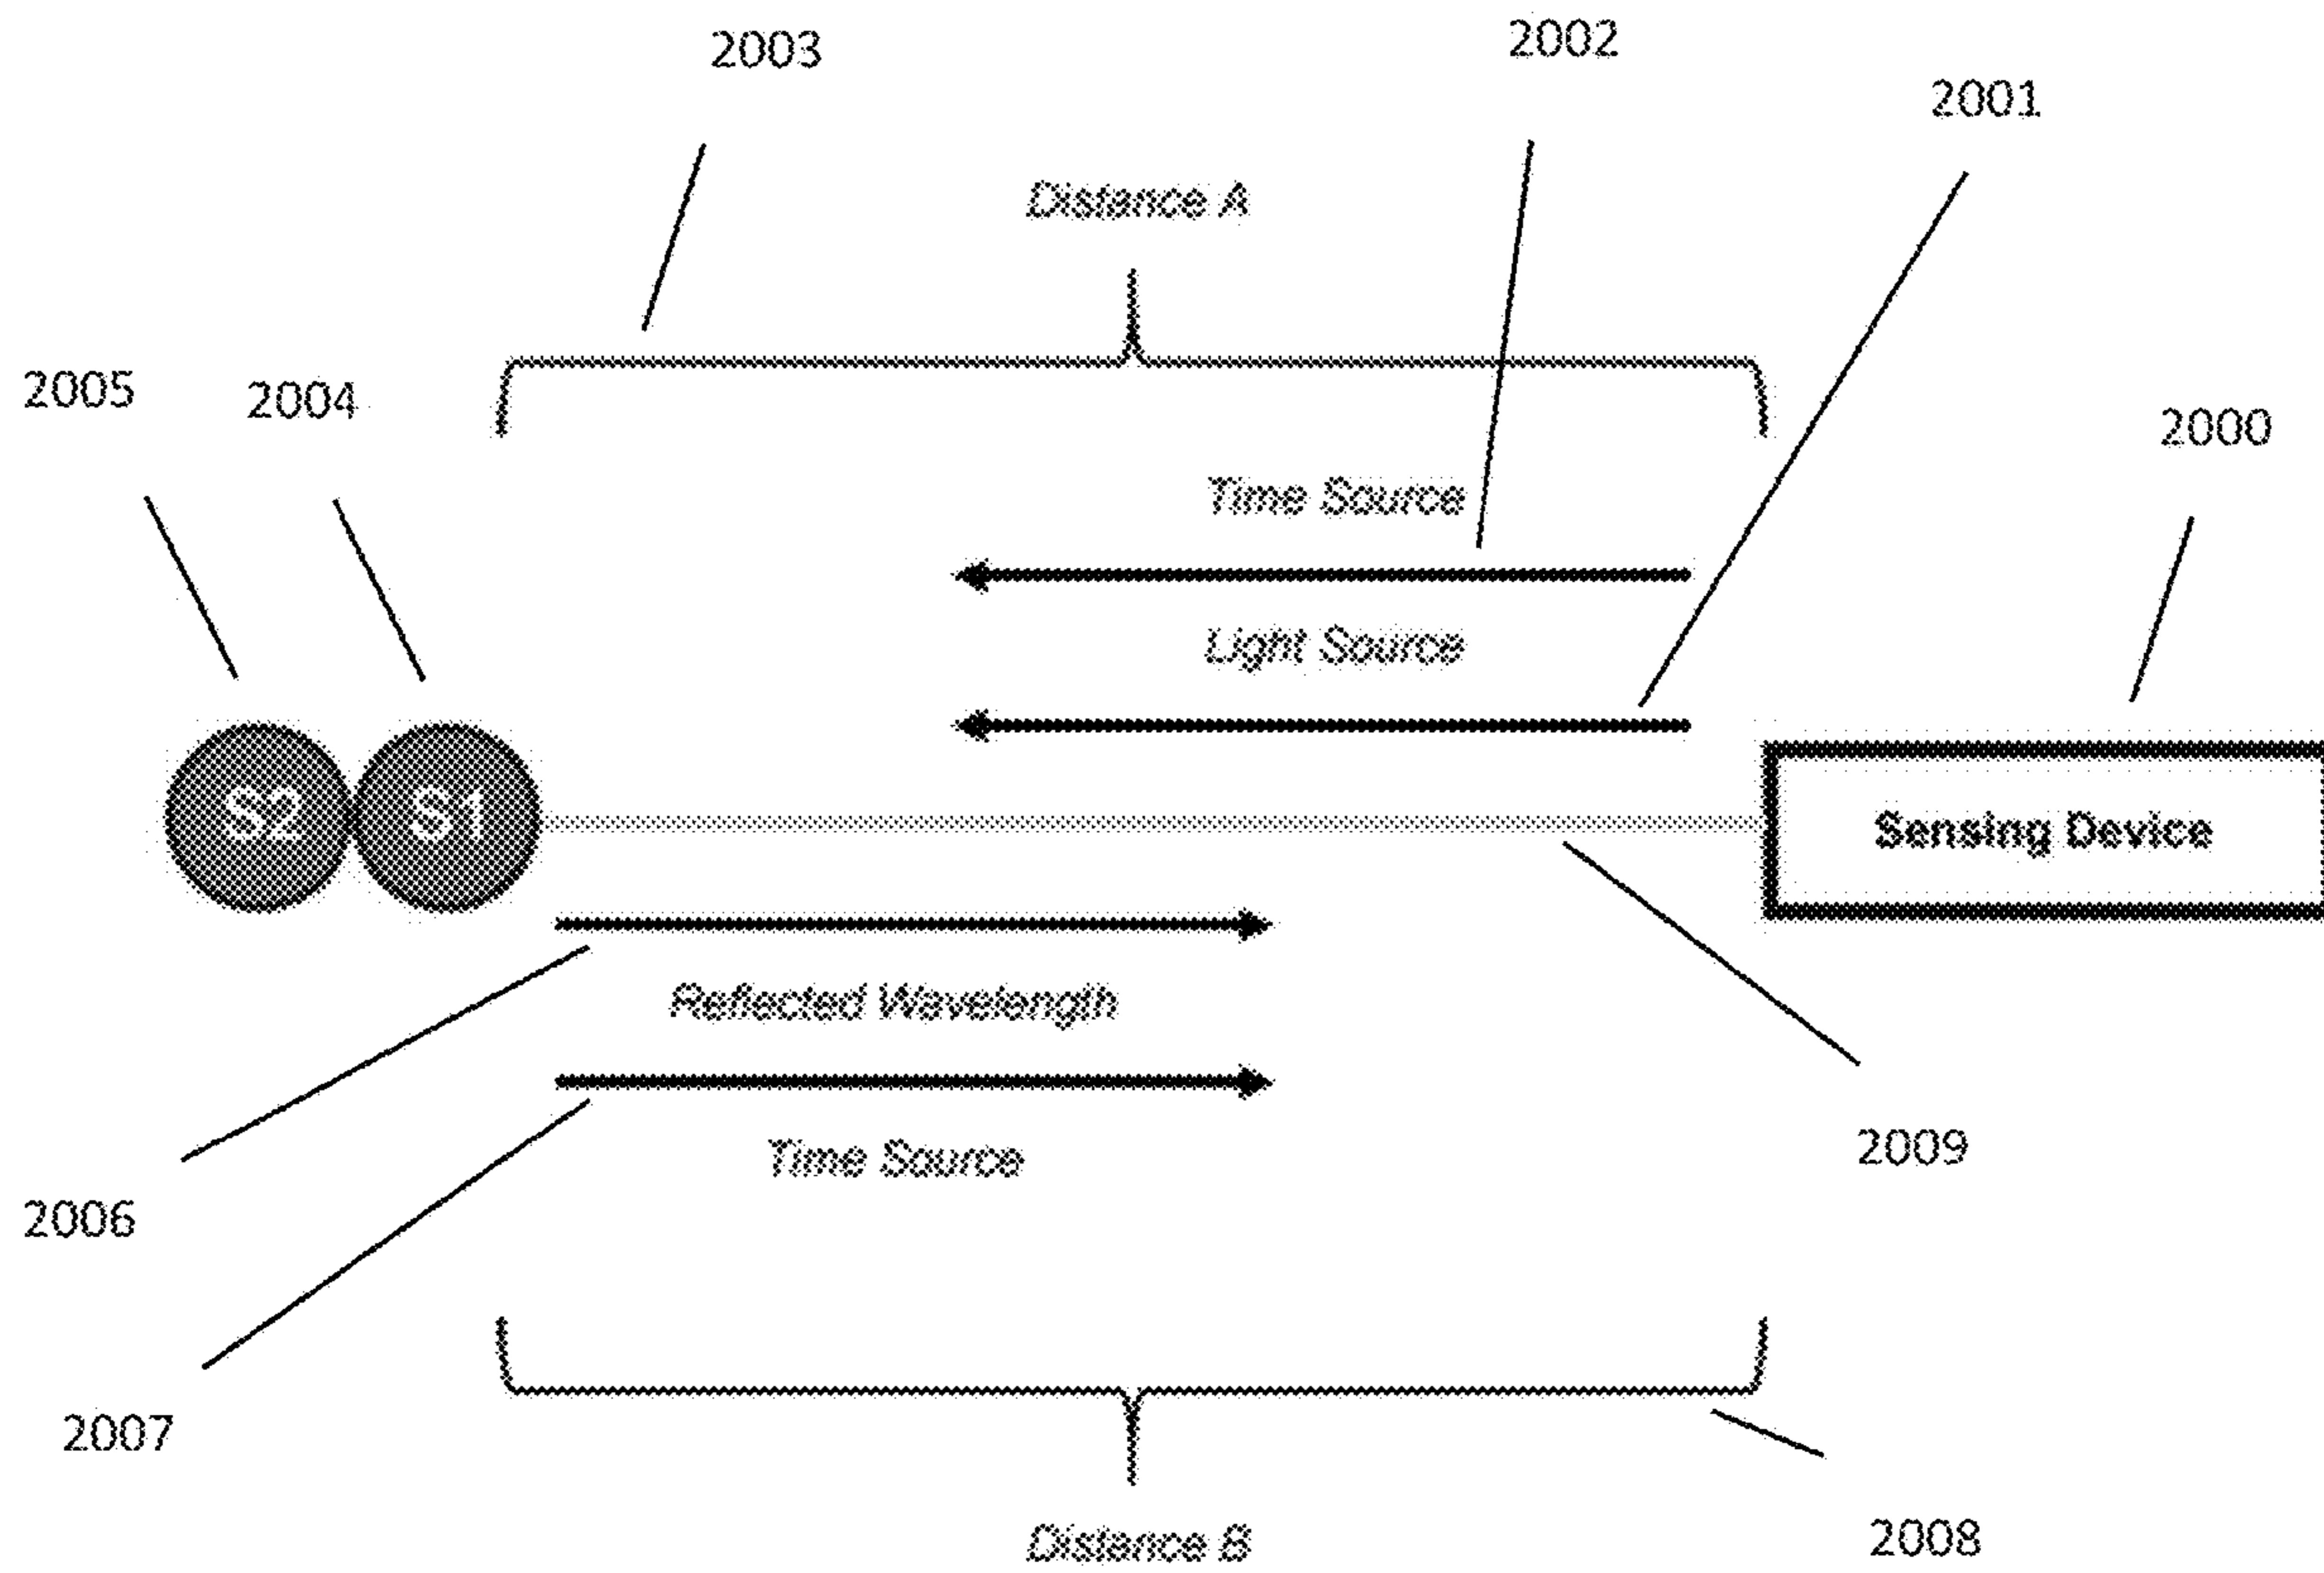 2003
2002
2001
Distance A
2005
2004
2000
Time Source
Light Source
S2
S1
Sensing Device
Reflected Wavelength
2009
Time Source
2006
2007
2008
Distance B